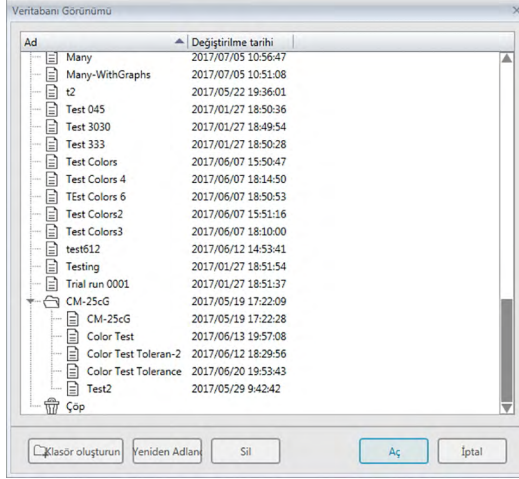 Veritabanı Görünümü
Ad Değiştirilme tarihi
Many 2017/07/05 10:56:47
Many-WithGraphs 2017/07/05 10:51:08
t2 2017/05/22 19:36:01
Test 045 2017/01/27 18:50:36
Test 3030 2017/01/27 18:49:54
Test 333 2017/01/27 18:50:28
Test Colors 2017/06/07 15:50:47
Test Colors 4 2017/06/07 18:14:50
TEst Colors 6 2017/06/07 18:50:53
Test Colors2 2017/06/07 15:51:16
Test Colors3 2017/06/07 18:10:00
test612 2017/06/12 14:53:41
Testing 2017/01/27 18:51:54
Trial run 0001 2017/01/27 18:51:37
CM-25cG 2017/05/19 17:22:09
CM-25cG 2017/05/19 17:22:28
Color Test 2017/06/13 19:57:08
Color Test Toleran-2 2017/06/12 18:29:56
Color Test Tolerance 2017/06/20 19:53:43
Test2 2017/05/29 9:42:42
Çöp
Klasör oluşturun Yeniden Adlan Sil Aç İptal